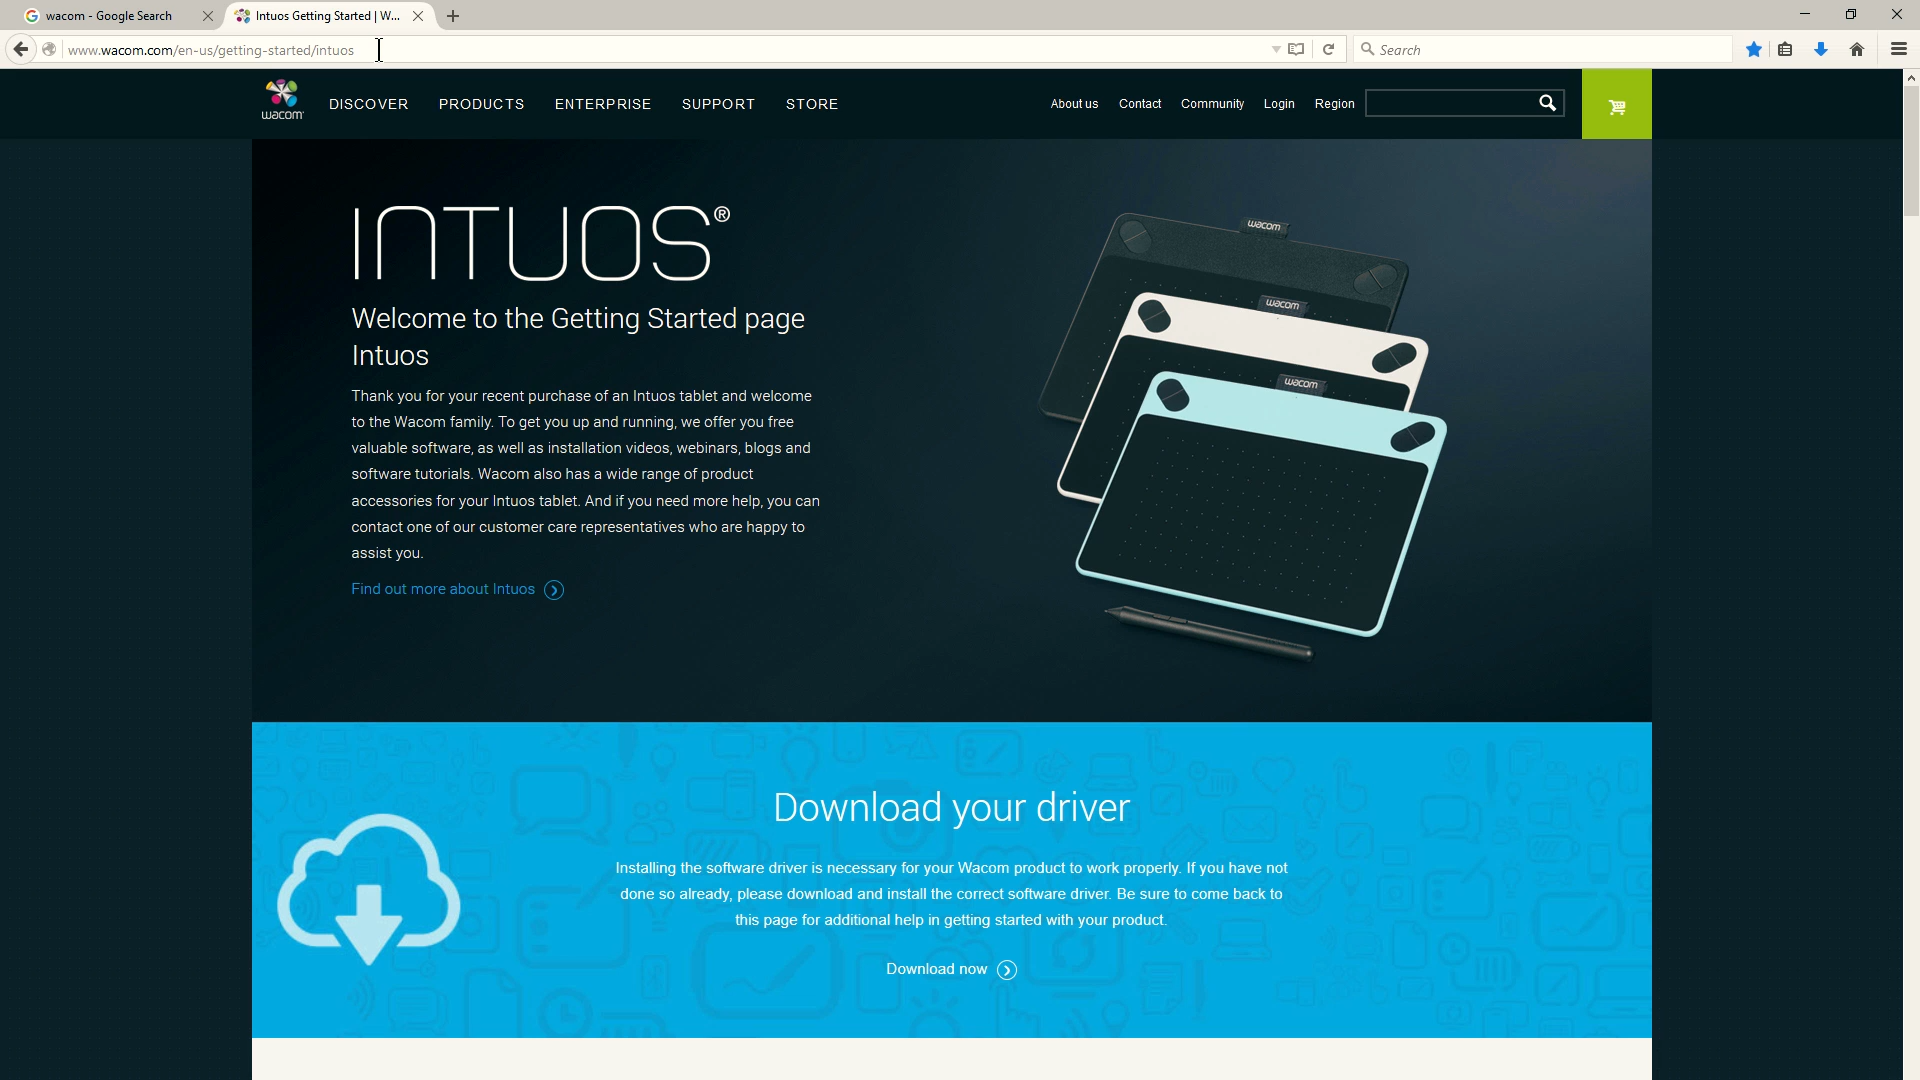 wacom - Google Search
Intuos Getting Started | W...
www.wacom.com/en-us/getting-started/intuos
Search
wacom
DISCOVER
PRODUCTS
ENTERPRISE
SUPPORT
STORE
About us
Contact
Community
Login
Region
INTUOS®
Welcome to the Getting Started page
Intuos
Thank you for your recent purchase of an Intuos tablet and welcome
to the Wacom family. To get you up and running, we offer you free
valuable software, as well as installation videos, webinars, blogs and
software tutorials. Wacom also has a wide range of product
accessories for your Intuos tablet. And if you need more help, you can
contact one of our customer care representatives who are happy to
assist you.
Find out more about Intuos
wacom
wacom
wacom
Download your driver
Installing the software driver is necessary for your Wacom product to work properly. If you have not
done so already, please download and install the correct software driver. Be sure to come back to
this page for additional help in getting started with your product.
Download now